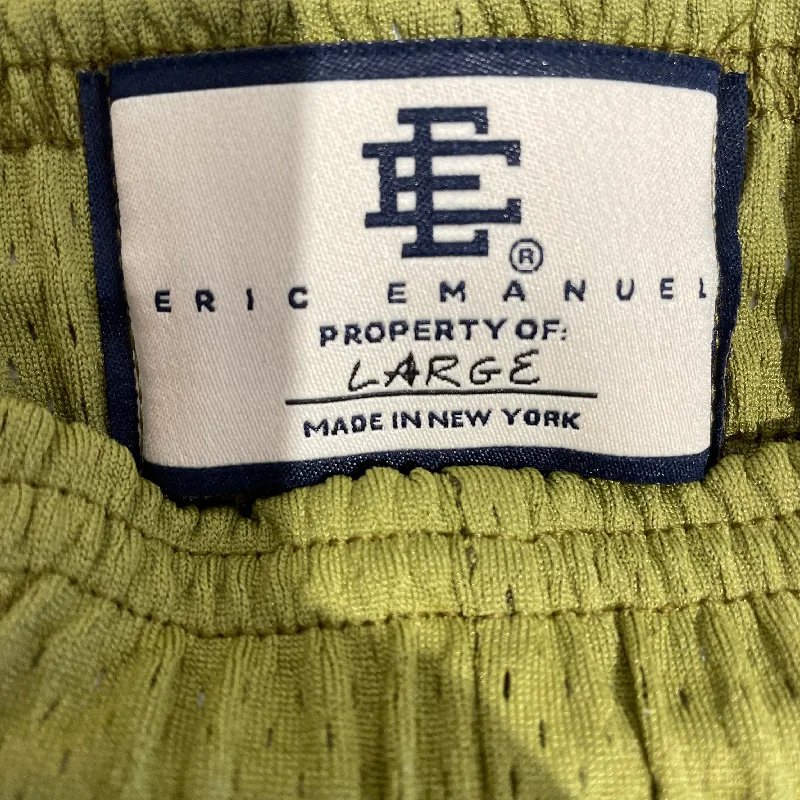 EE®
ERIC EMANUEL
PROPERTY OF:
LARGE
MADE IN NEW YORK